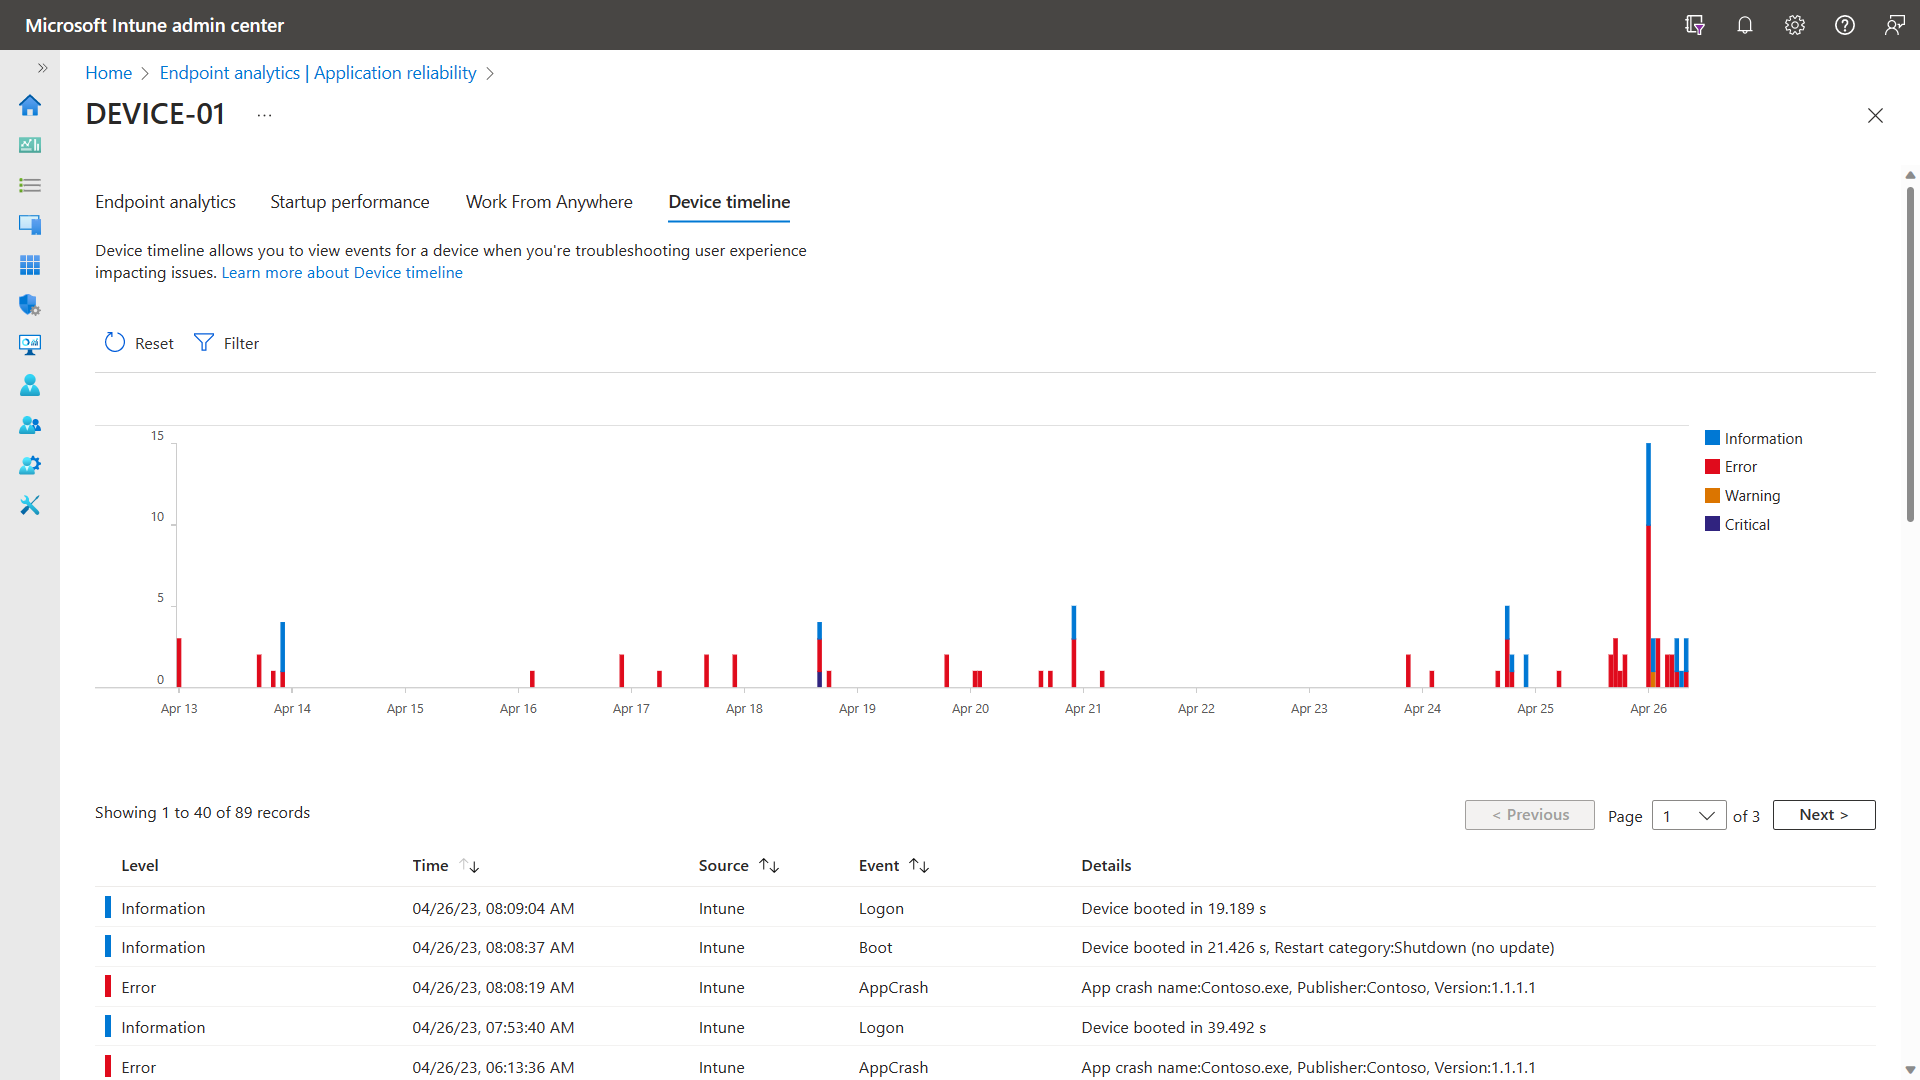 Microsoft Intune admin center
Home > Endpoint analytics | Application reliability >
DEVICE-01 ...
Endpoint analytics Startup performance Work From Anywhere Device timeline
Device timeline allows you to view events for a device when you're troubleshooting user experience
impacting issues. Learn more about Device timeline
Reset Filter
15
10
5
0
Apr 13 Apr 14 Apr 15 Apr 16 Apr 17 Apr 18 Apr 19 Apr 20 Apr 21 Apr 22 Apr 23 Apr 24 Apr 25 Apr 26
Information
Error
Warning
Critical
Showing 1 to 40 of 89 records
< Previous Page 1 of 3 Next >
Level Time Source Event Details
Information 04/26/23, 08:09:04 AM Intune Logon Device booted in 19.189 s
Information 04/26/23, 08:08:37 AM Intune Boot Device booted in 21.426 s, Restart category:Shutdown (no update)
Error 04/26/23, 08:08:19 AM Intune AppCrash App crash name:Contoso.exe, Publisher:Contoso, Version:1.1.1.1
Information 04/26/23, 07:53:40 AM Intune Logon Device booted in 39.492 s
Error 04/26/23, 06:13:36 AM Intune AppCrash App crash name:Contoso.exe, Publisher:Contoso, Version:1.1.1.1